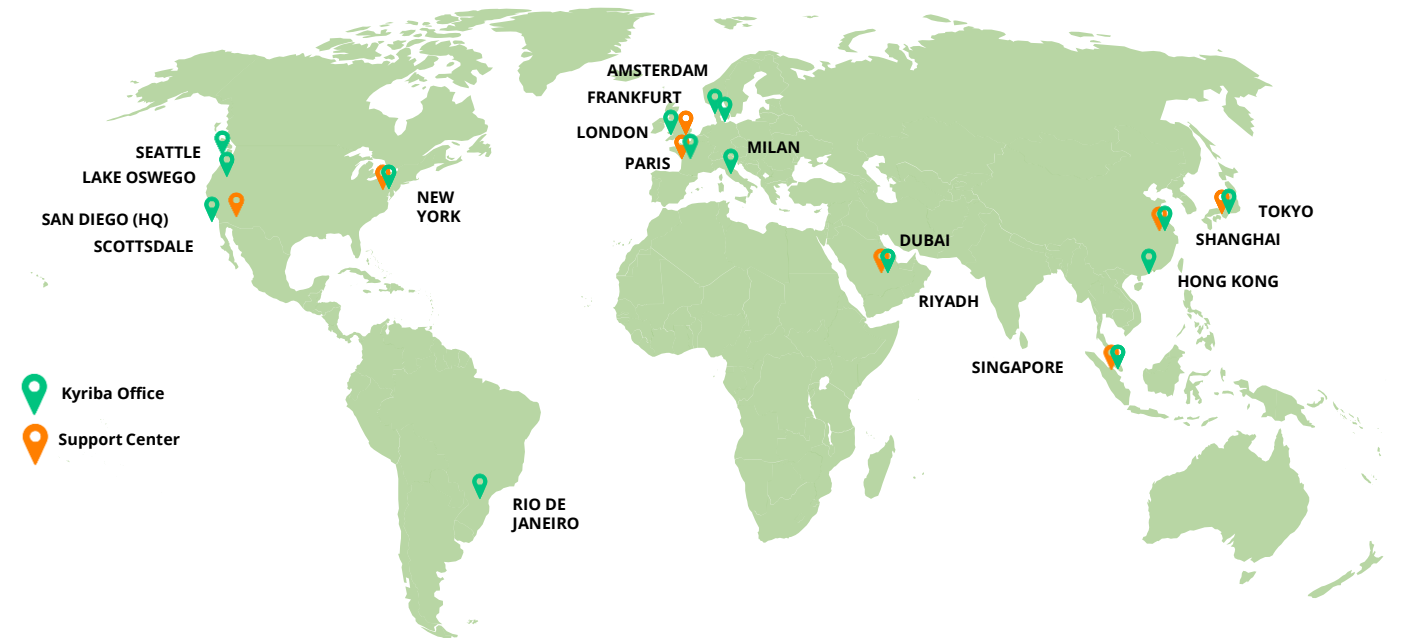 AMSTERDAM
FRANKFURT
LONDON
PARIS
MILAN
SEATTLE
LAKE OSWEGO
SAN DIEGO (HQ)
SCOTTSDALE
NEW
YORK
DUBAI
RIYADH
TOKYO
SHANGHAI
HONG KONG
SINGAPORE
Kyriba Office
Support Center
RIO DE
JANEIRO